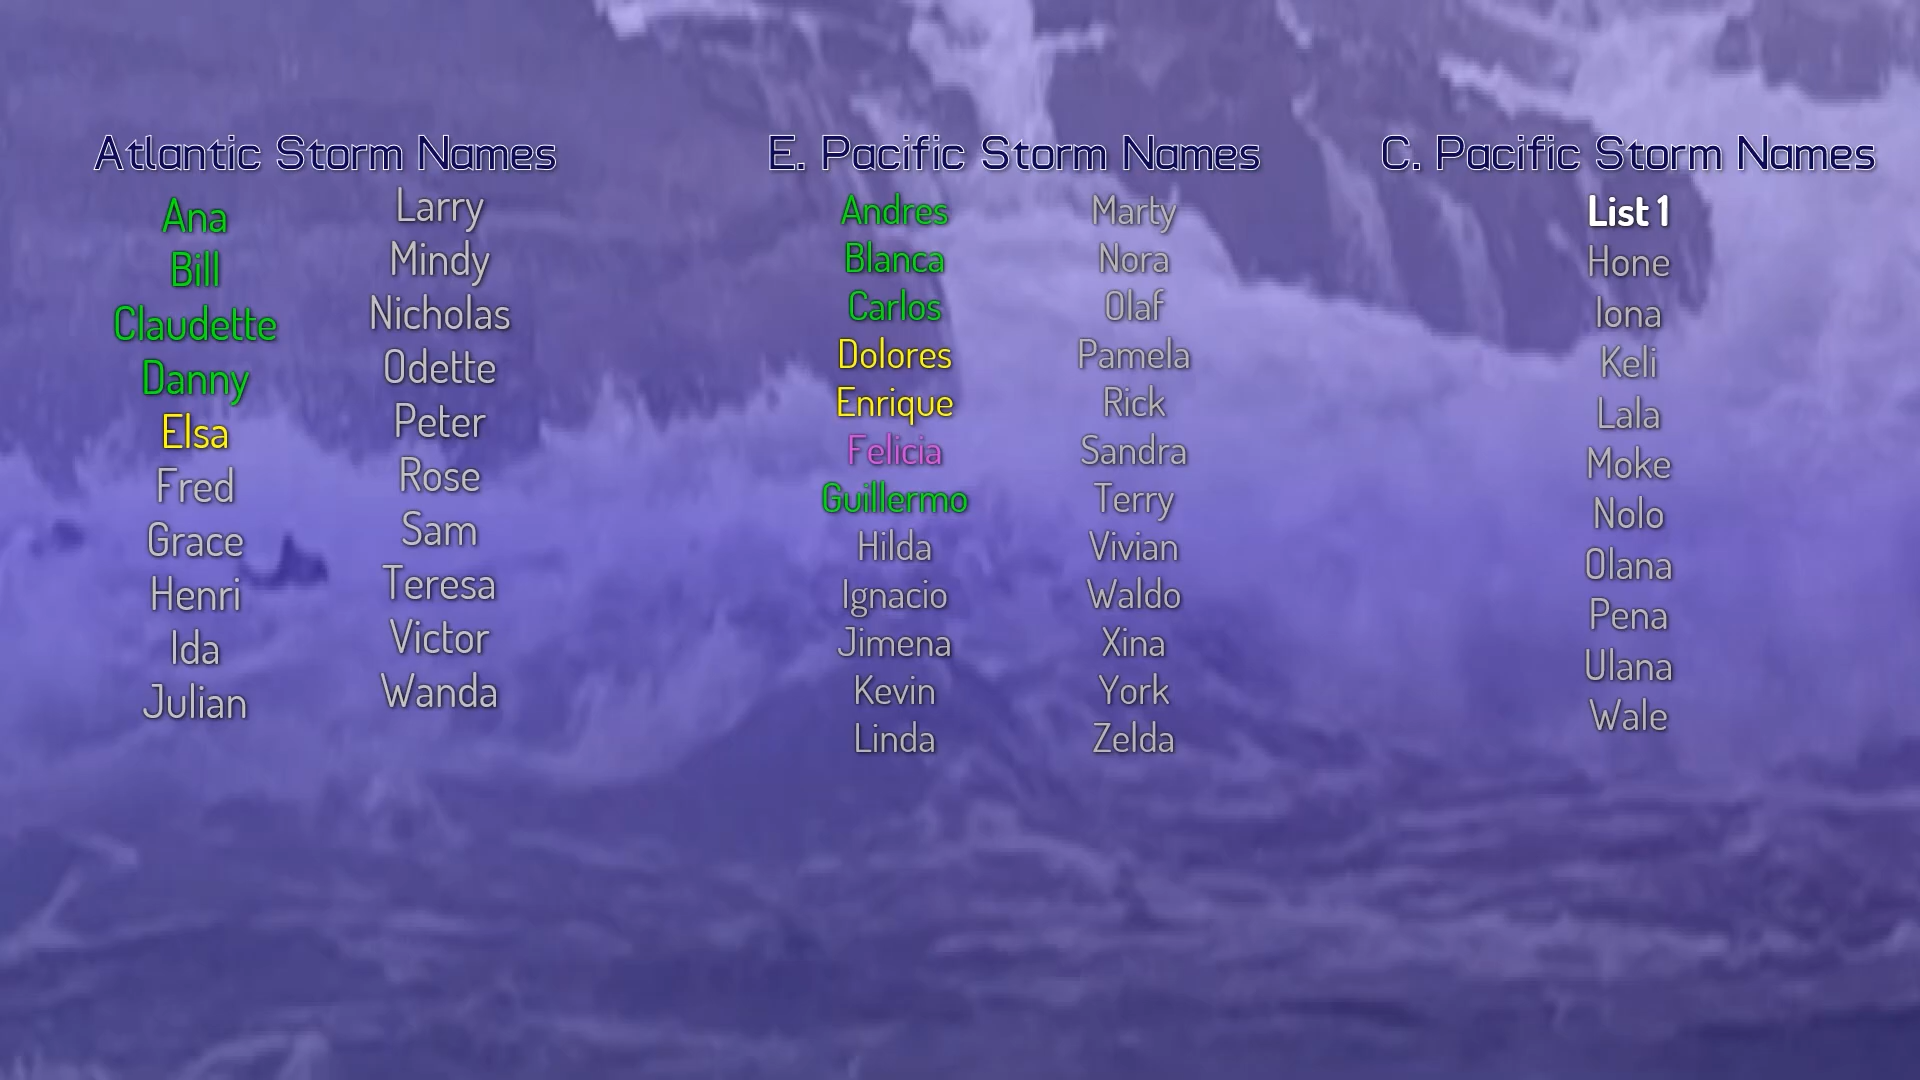 Atlantic Storm Names
Ana
Bill
Claudette
Danny
Elsa
Fred
Grace
Henri
Ida
Julian
Larry
Mindy
Nicholas
Odette
Peter
Rose
Sam
Teresa
Victor
Wanda
E. Pacific Storm Names
Andres
Blanca
Carlos
Dolores
Enrique
Felicia
Guillermo
Hilda
Ignacio
Jimena
Kevin
Linda
Marty
Nora
Olaf
Pamela
Rick
Sandra
Terry
Vivian
Waldo
Xina
York
Zelda
C. Pacific Storm Names
List 1
Hone
Iona
Keli
Lala
Moke
Nolo
Olana
Pena
Ulana
Wale